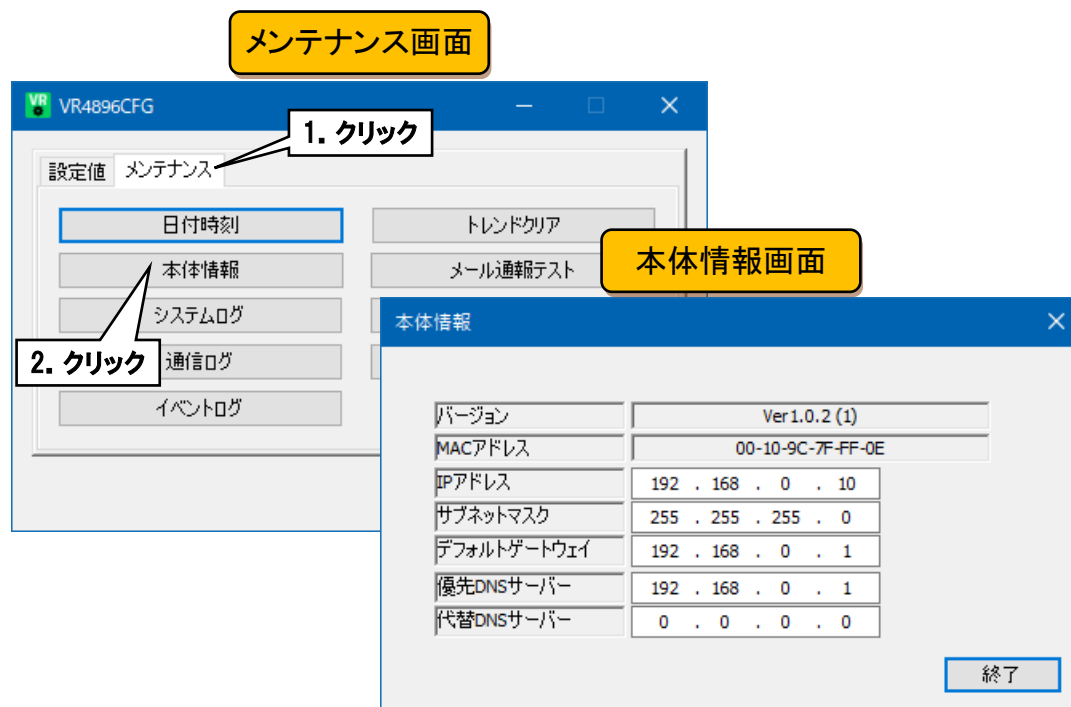 メンテナンス画面
VR4896CFG
1. クリック
設定値 メンテナンス
日付時刻 トレンドクリア
本体情報 メール通報テスト
システムログ
2. クリック
通信ログ
イベントログ
本体情報画面
本体情報
バージョン Ver1.0.2 (1)
MACアドレス 00-10-9C-7F-FF-0E
IPアドレス 192 . 168 . 0 . 10
サブネットマスク 255 . 255 . 255 . 0
デフォルトゲートウェイ 192 . 168 . 0 . 1
優先DNSサーバー 192 . 168 . 0 . 1
代替DNSサーバー 0 . 0 . 0 . 0
終了